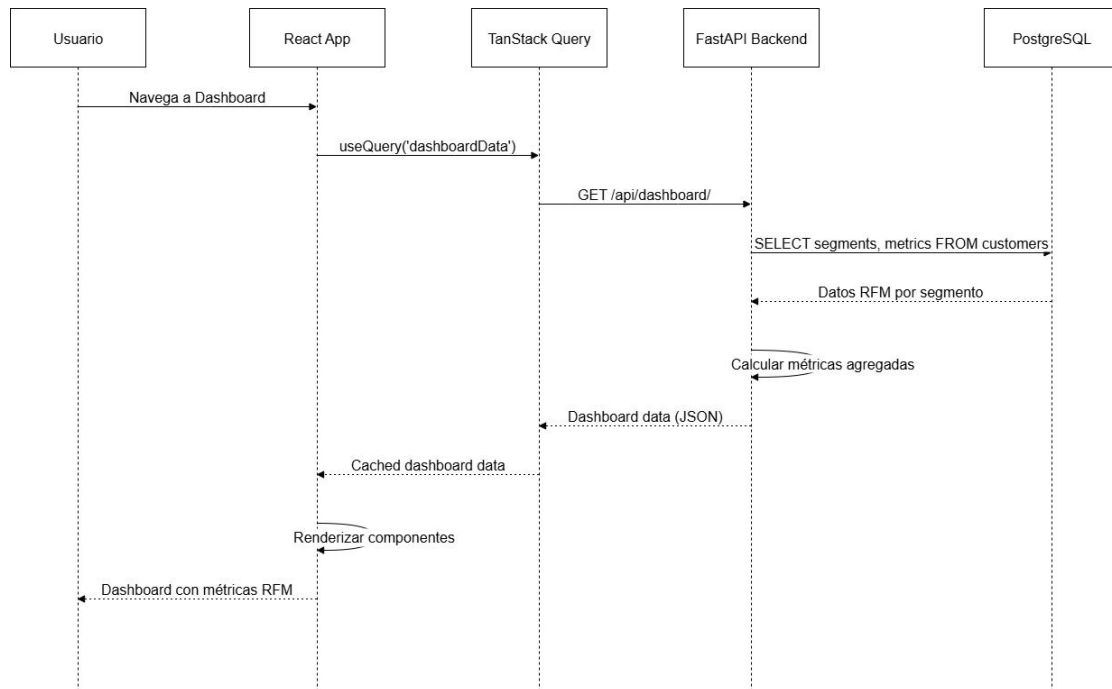 Usuario
React App
TanStack Query
FastAPI Backend
PostgreSQL
Navega a Dashboard
useQuery('dashboardData')
GET /api/dashboard/
SELECT segments, metrics FROM customers
Datos RFM por segmento
Calcular métricas agregadas
Dashboard data (JSON)
Cached dashboard data
Renderizar componentes
Dashboard con métricas RFM